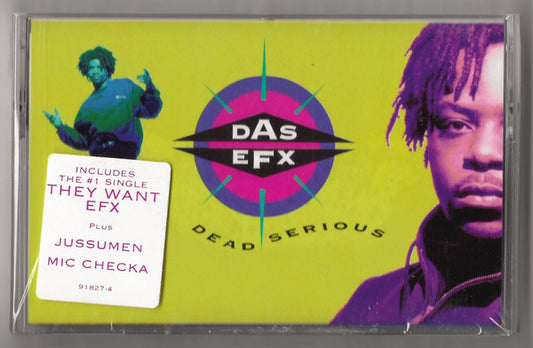 DAS
EFX
DEAD SERIOUS
INCLUDES
THE #1 SINGLE
THEY WANT
EFX
PLUS
JUSSUMEN
MIC CHECKA
91827-4